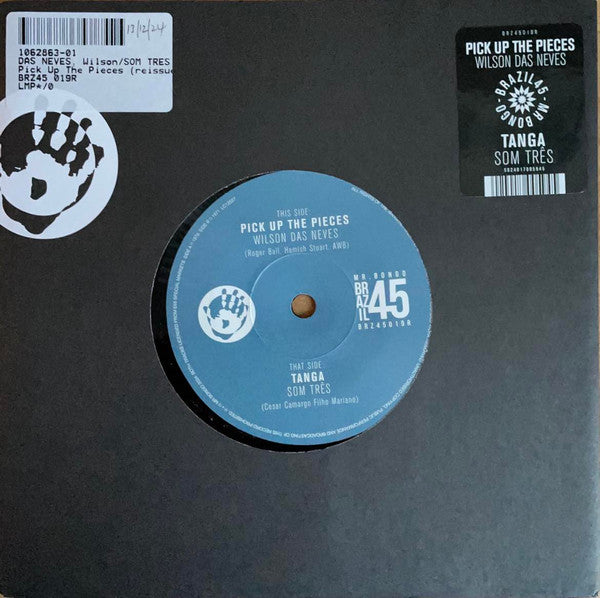 13/12/24
1062863-01
DAS NEVES, Wilson/SOM TRES
Pick Up The Pieces (reissue
BRZ45 019R
LMP*/0
BRZ45019R
PICK UP THE PIECES
WILSON DAS NEVES
BRAZIL45 · MR BONGO ·
TANGA
SOM TRÊS
THIS SIDE:
PICK UP THE PIECES
WILSON DAS NEVES
(Roger Ball, Hamish Stuart, AWB)
MR.BONGO
BRAZIL
45
BRZ45019R
THAT SIDE:
TANGA
SOM TRÊS
(Cesar Camargo Filho Mariano)